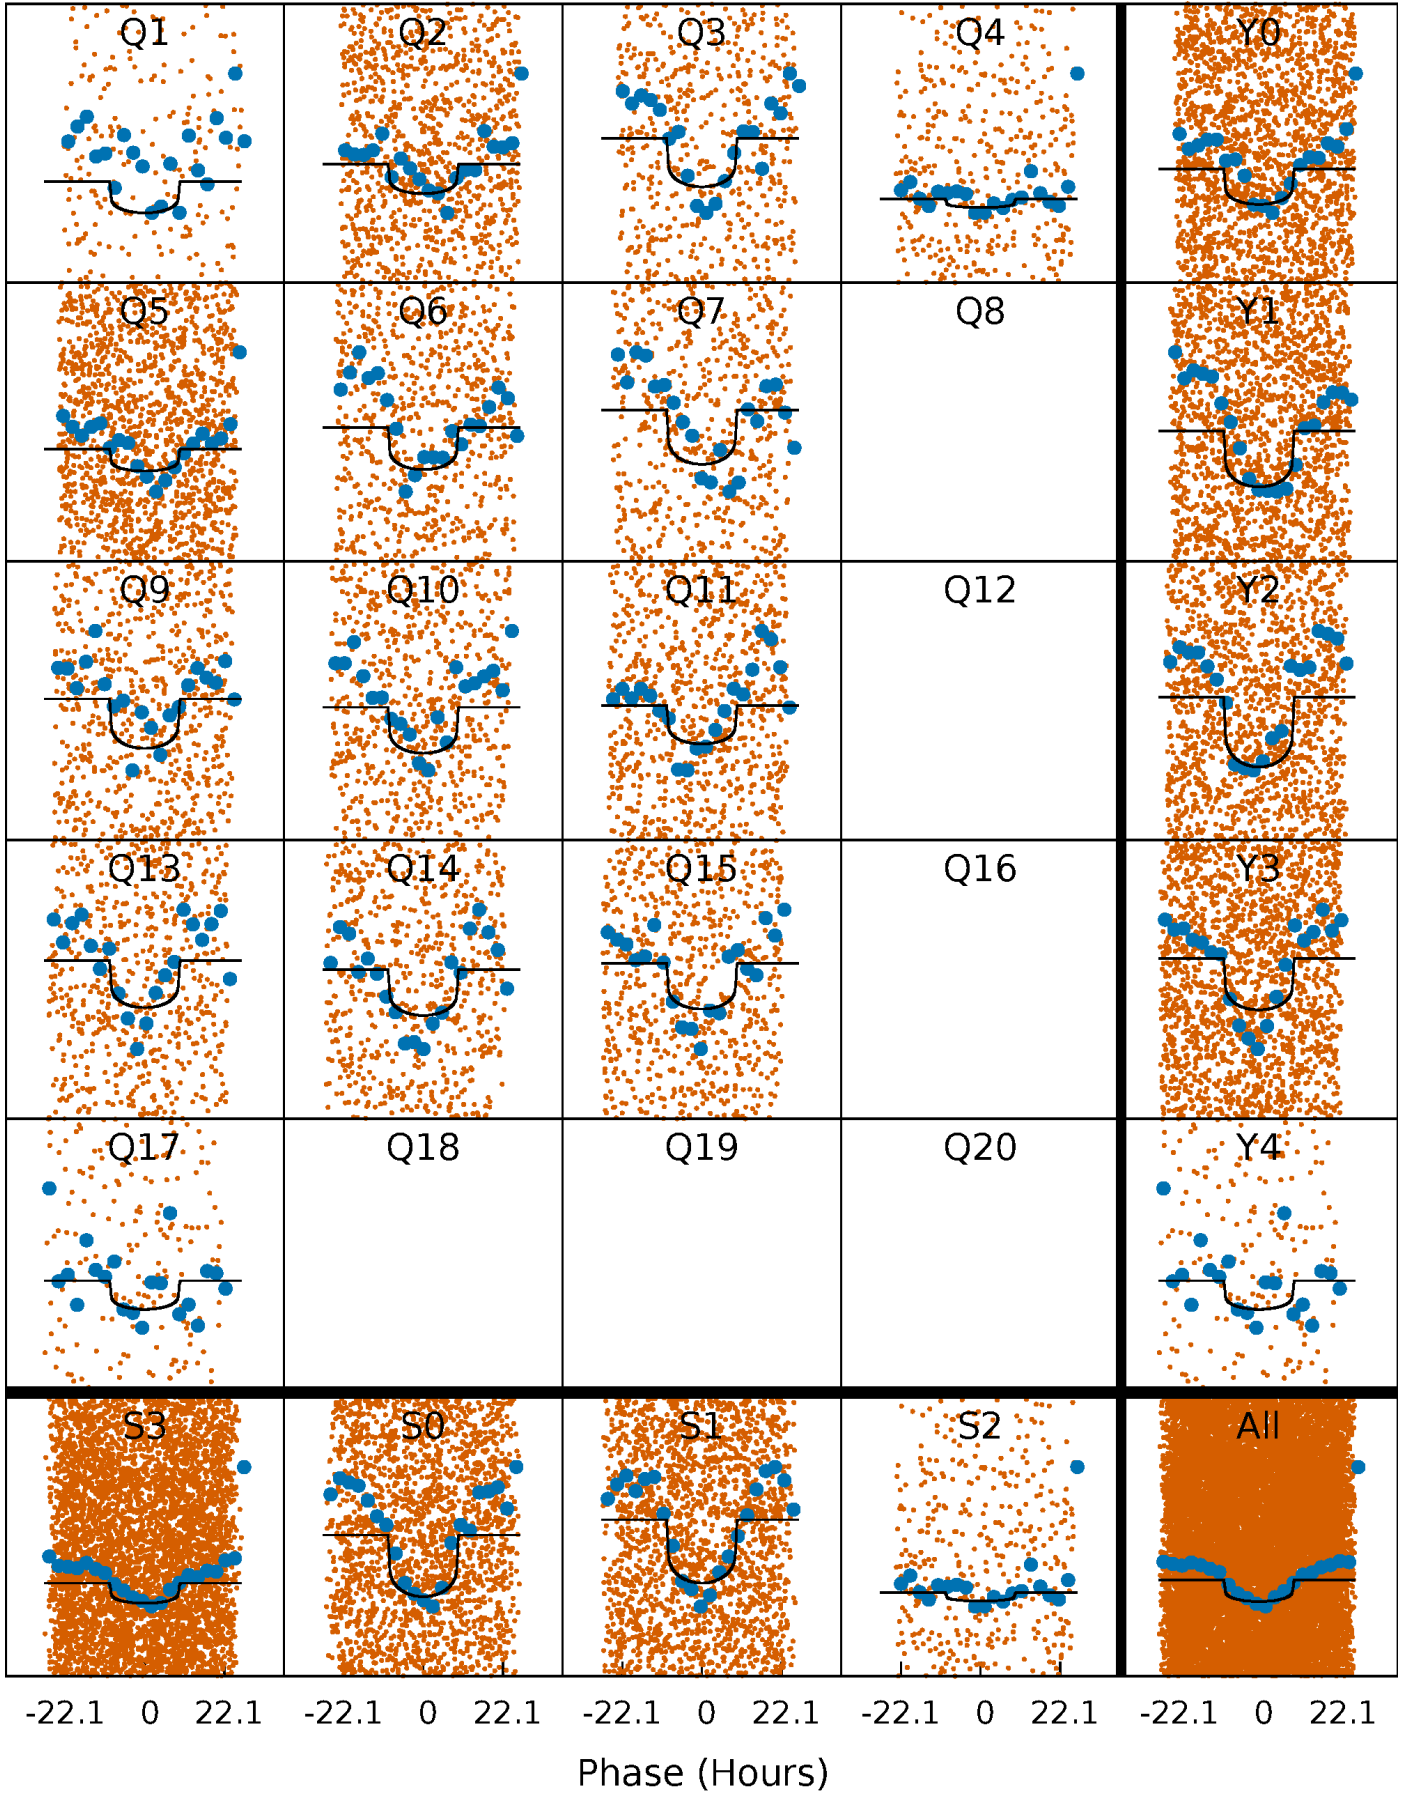 Q1 Q2 Q3 Q4 Y0
Q5 Q6 Q7 Q8 Y1
Q9 Q10 Q11 Q12 Y2
Q13 Q14 Q15 Q16 Y3
Q17 Q18 Q19 Q20 Y4
S3 S0 S1 S2 All
-22.1 0 22.1 -22.1 0 22.1 -22.1 0 22.1 -22.1 0 22.1 -22.1 0 22.1
Phase (Hours)